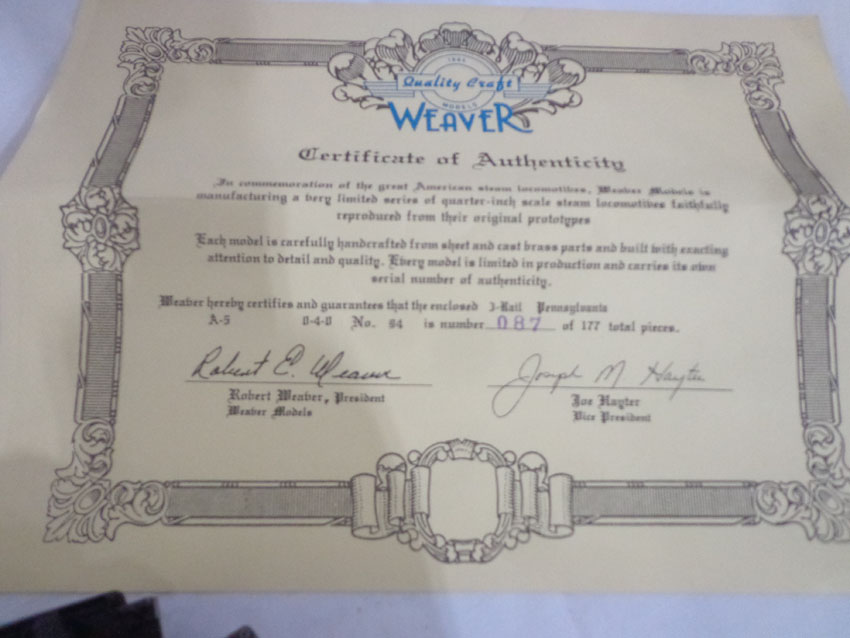 Quality Craft
MODELS
WEAVER
Certificate of Authenticity
In commemoration of the great American steam locomotives, Weaver Models is
manufacturing a very limited series of quarter-inch scale steam locomotives faithfully
reproduced from their original prototypes
Each model is carefully handcrafted from sheet and cast brass parts and built with exacting
attention to detail and quality. Every model is limited in production and carries its own
serial number of authenticity.
Weaver hereby certifies and guarantees that the enclosed 3-Rail Pennsylvania
A-5 0-4-0 No. 94 is number 087 of 177 total pieces.
Robert E. Weaver Joseph M Hayter
Robert Weaver, President Joe Hayter
Weaver Models Vice President